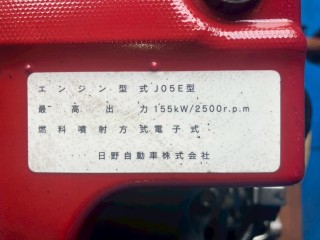 エンジン型式 J05E型
最高出力 155kW/2500r.p.m
燃料噴射方式 電子式
日野自動車株式会社